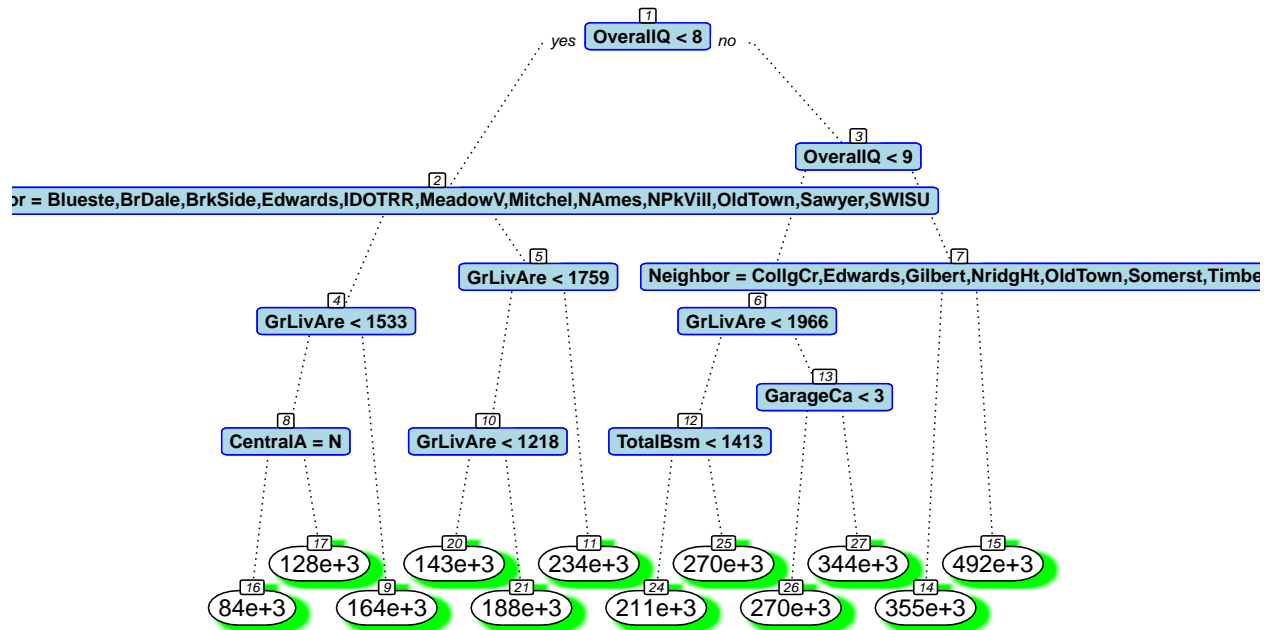 1
yes OverallQ < 8 no
3
OverallQ < 9
2
= Blueste,BrDale,BrkSide,Edwards,IDOTRR,MeadowV,Mitchel,NAmes,NPkVill,OldTown,Sawyer,SWISU
5
GrLivAre < 1759
7
Neighbor = CollgCr,Edwards,Gilbert,NridgHt,OldTown,Somerst,Timbe
4
GrLivAre < 1533
6
GrLivAre < 1966
13
GarageCa < 3
8
CentralA = N
10
GrLivAre < 1218
12
TotalBsm < 1413
17
128e+3
20
143e+3
11
234e+3
25
270e+3
27
344e+3
15
492e+3
16
84e+3
9
164e+3
21
188e+3
24
211e+3
26
270e+3
14
355e+3